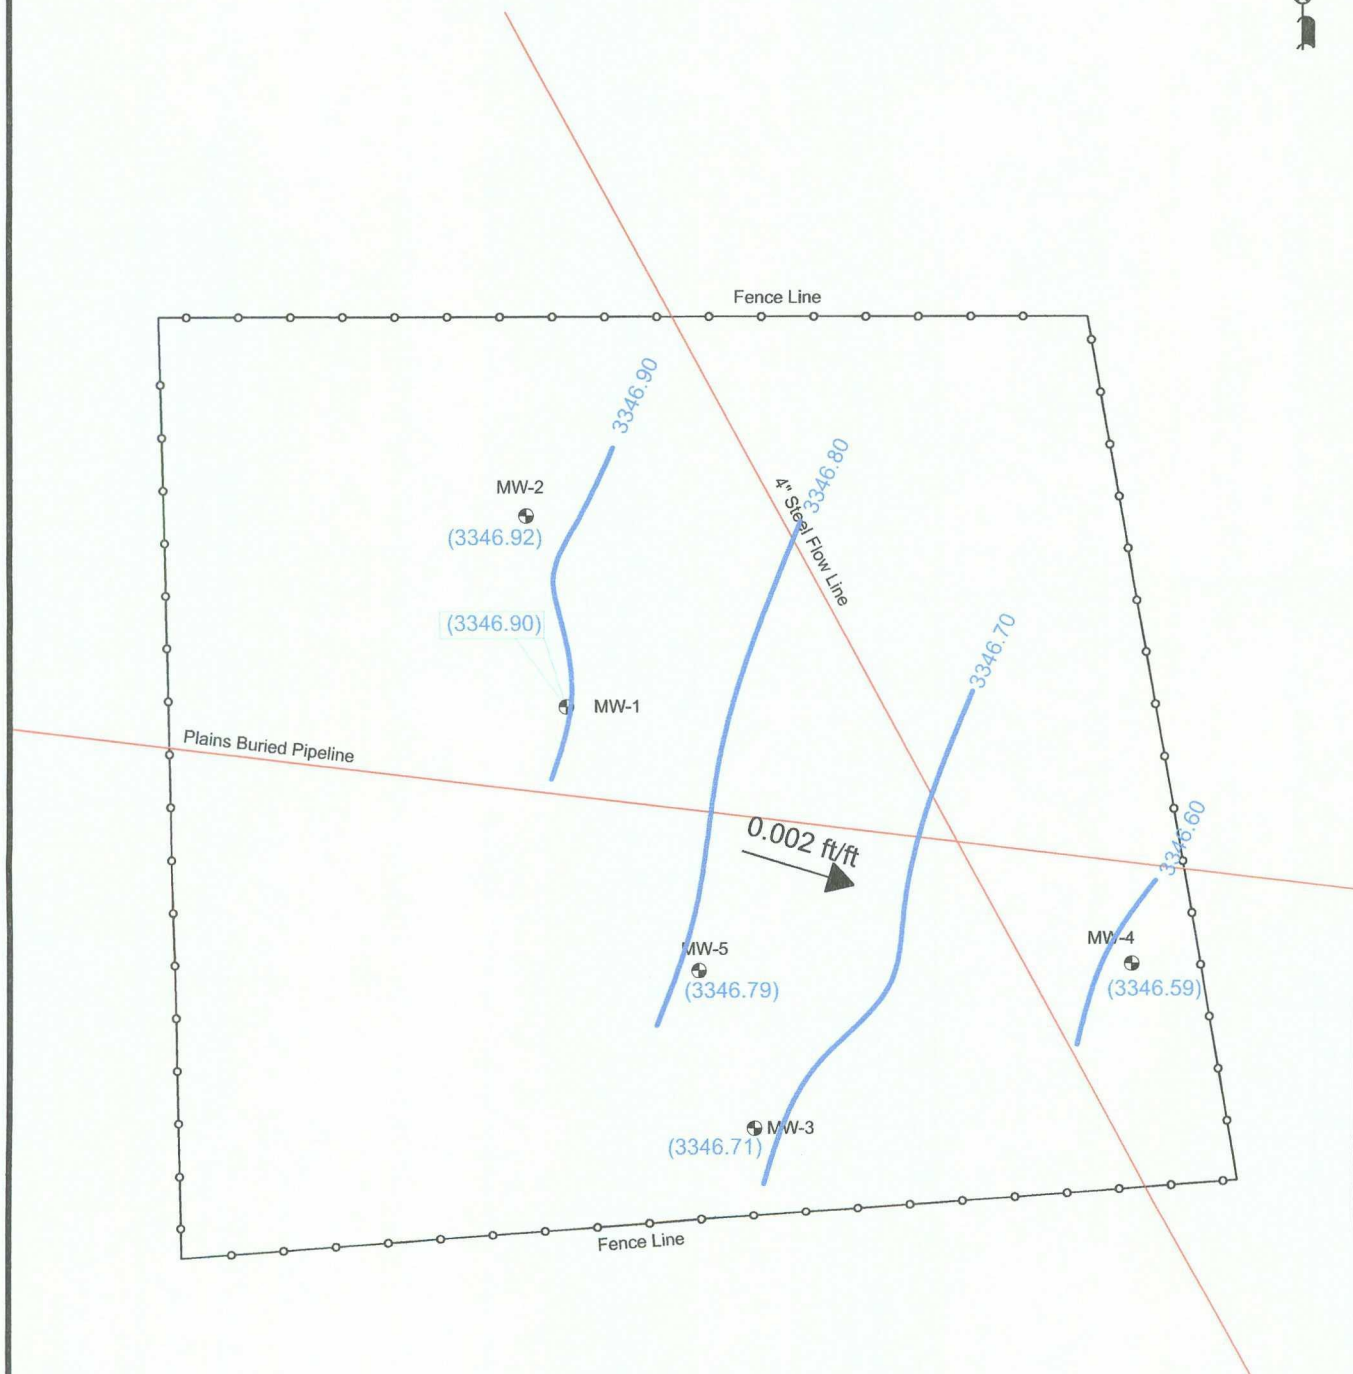 Fence Line
3346.90
3346.80
MW-2
4" Steel Flow Line
(3346.92)
(3346.90)
3346.70
MW-1
Plains Buried Pipeline
3346.60
0.002 ft/ft
MW-4
MW-5
(3346.79)
(3346.59)
MW-3
(3346.71)
Fence Line